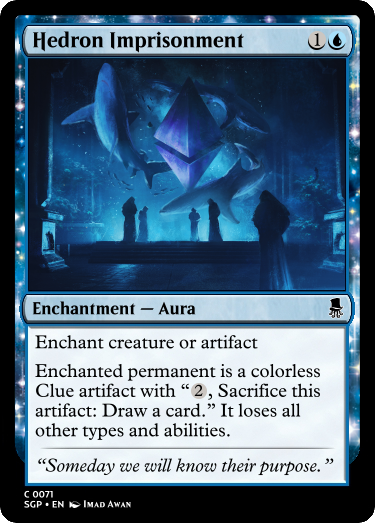 Hedron Imprisonment 1
Enchantment — Aura
Enchant creature or artifact
Enchanted permanent is a colorless
Clue artifact with “2, Sacrifice this
artifact: Draw a card.” It loses all
other types and abilities.
“Someday we will know their purpose.”
C 0071
SGP • EN Imad Awan